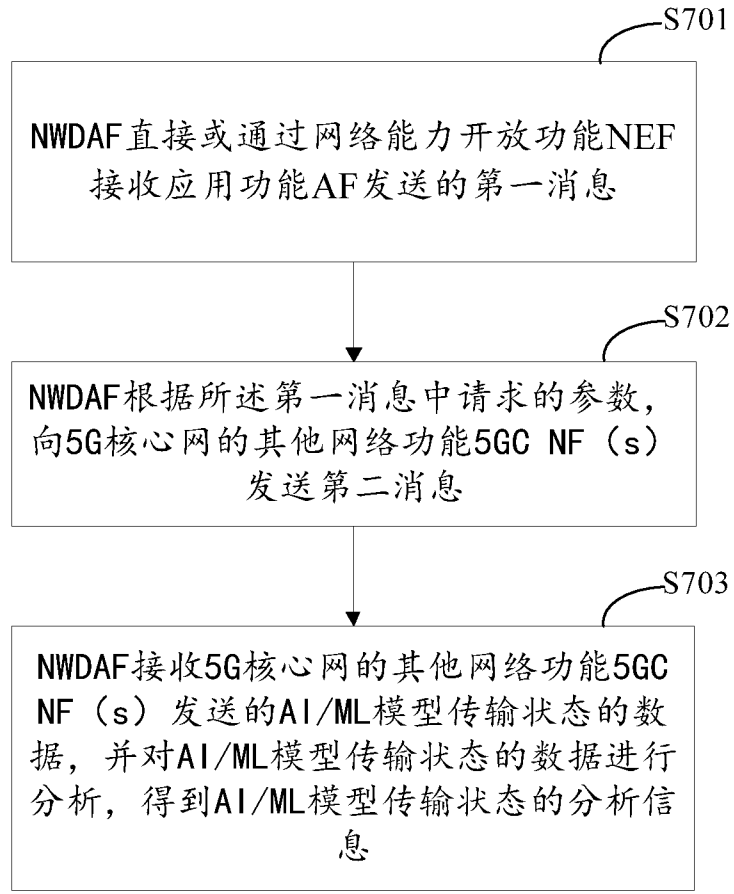 S701
NWDAF直接或通过网络能力开放功能NEF
接收应用功能AF发送的第一消息
S702
NWDAF根据所述第一消息中请求的参数，
向5G核心网的其他网络功能5GC NF（s）
发送第二消息
S703
NWDAF接收5G核心网的其他网络功能5GC
NF（s）发送的AI/ML模型传输状态的数
据，并对AI/ML模型传输状态的数据进行
分析，得到AI/ML模型传输状态的分析信
息